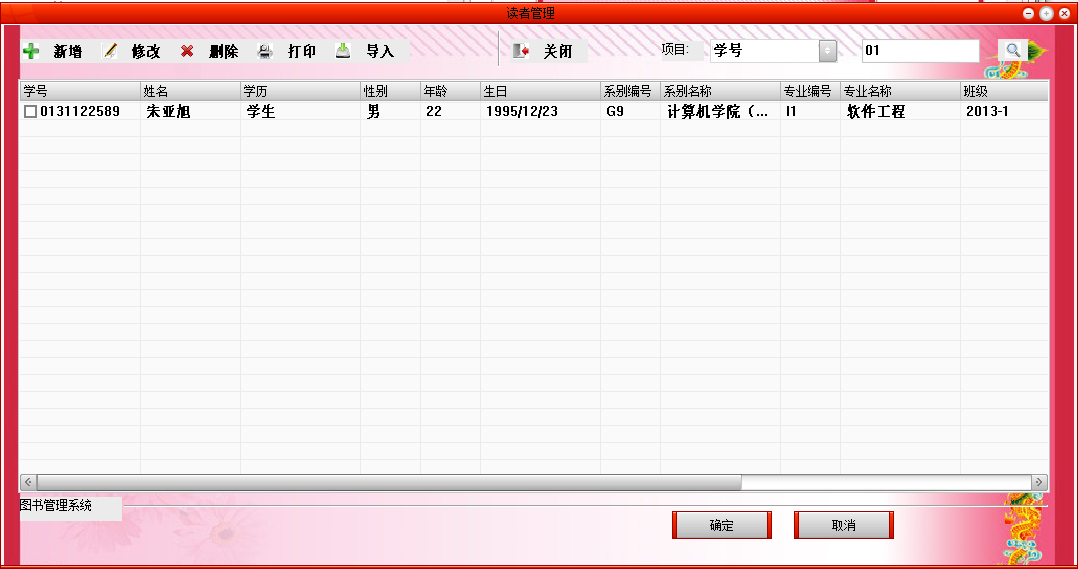 读者管理
新增 修改 删除 打印 导入 关闭 项目: 学号 01
学号 姓名 学历 性别 年龄 生日 系别编号 系别名称 专业编号 专业名称 班级
0131122589 朱亚旭 学生 男 22 1995/12/23 G9 计算机学院（... I1 软件工程 2013-1
图书管理系统
确定 取消